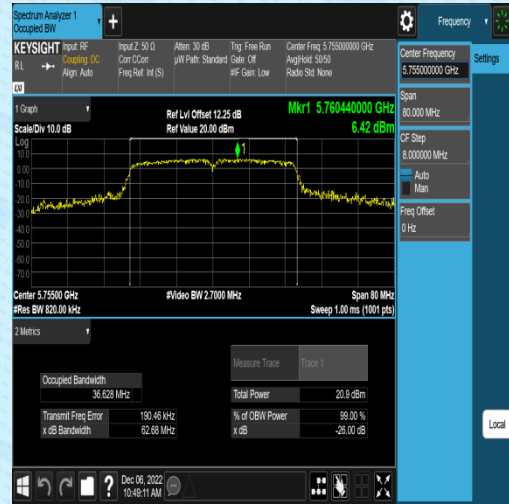 Spectrum Analyzer 1
Occupied BW
+
Frequency
KEYSIGHT
RL
LXI
Input: RF
Coupling: DC
Align: Auto
Input Z: 50 Ω
Corr CCorr
Freq Ref: Int (S)
Atten: 30 dB
µW Path: Standard
Trig: Free Run
Gate: Off
#IF Gain: Low
Center Freq: 5.755000000 GHz
Avg|Hold: 50/50
Radio Std: None
Center Frequency
5.755000000 GHz
Settings
Span
80.000 MHz
CF Step
8.000000 MHz
Auto
Man
Freq Offset
0 Hz
Local
1 Graph
Scale/Div 10.0 dB
Ref Lvl Offset 12.25 dB
Ref Value 20.00 dBm
Mkr1 5.760440000 GHz
6.42 dBm
Log
10.0
0.00
-10.0
-20.0
-30.0
-40.0
-50.0
-60.0
-70.0
1
Center 5.75500 GHz
#Res BW 820.00 kHz
#Video BW 2.7000 MHz
Span 80 MHz
Sweep 1.00 ms (1001 pts)
2 Metrics
Measure Trace
Trace 1
Occupied Bandwidth
36.628 MHz
Total Power
20.9 dBm
Transmit Freq Error
190.46 kHz
% of OBW Power
99.00 %
x dB Bandwidth
62.68 MHz
x dB
-26.00 dB
?
Dec 06, 2022
10:49:11 AM